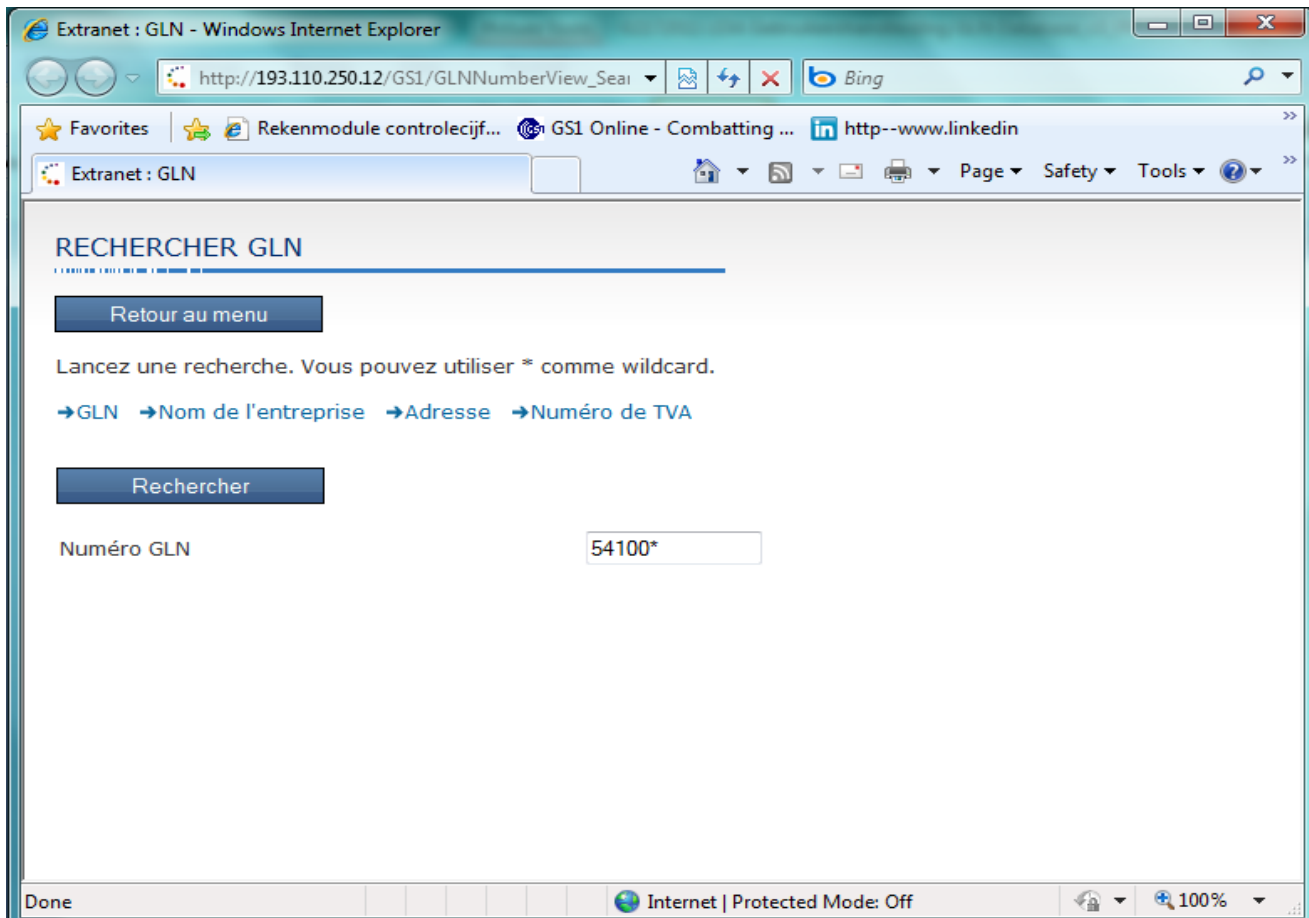 Extranet : GLN - Windows Internet Explorer
http://193.110.250.12/GS1/GLNNumberView_Sear
Bing
Favorites Rekenmodule controlecijf... GS1 Online - Combatting ... in http--www.linkedin
Extranet : GLN Page Safety Tools
RECHERCHER GLN
Retour au menu
Lancez une recherche. Vous pouvez utiliser * comme wildcard.
➔GLN ➔Nom de l'entreprise ➔Adresse ➔Numéro de TVA
Rechercher
Numéro GLN 54100*
Done Internet | Protected Mode: Off 100%